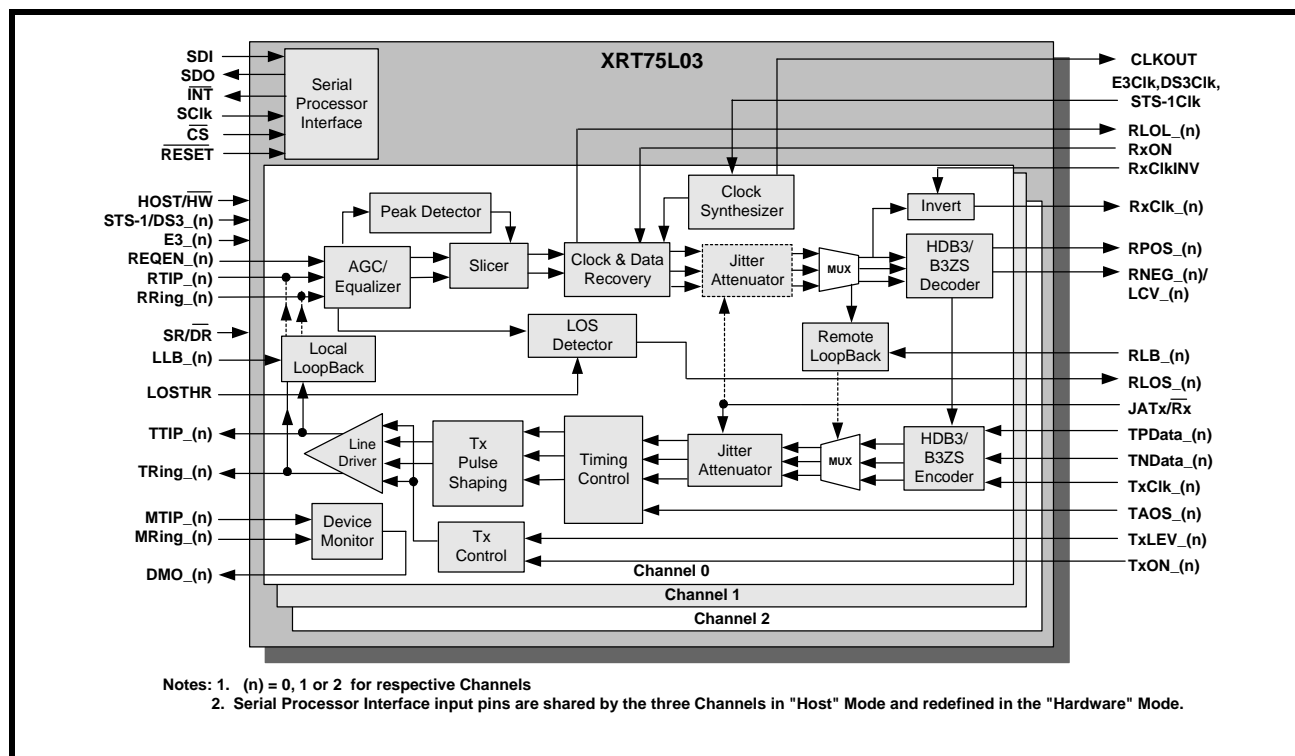 XRT75L03
SDI
SDO
INT
SClk
CS
RESET
Serial
Processor
Interface
HOST/HW
STS-1/DS3_(n)
E3_(n)
REQEN_(n)
RTIP_(n)
RRing_(n)
SR/DR
LLB_(n)
LOSTHR
TTIP_(n)
TRing_(n)
MTIP_(n)
MRing_(n)
DMO_(n)
Peak Detector
AGC/
Equalizer
Slicer
Clock & Data
Recovery
Clock
Synthesizer
Jitter
Attenuator
MUX
Invert
HDB3/
B3ZS
Decoder
LOS
Detector
Remote
LoopBack
Local
LoopBack
Line
Driver
Tx
Pulse
Shaping
Timing
Control
Jitter
Attenuator
MUX
HDB3/
B3ZS
Encoder
Device
Monitor
Tx
Control
Channel 0
Channel 1
Channel 2
CLKOUT
E3Clk,DS3Clk,
STS-1Clk
RLOL_(n)
RxON
RxClkINV
RxClk_(n)
RPOS_(n)
RNEG_(n)/
LCV_(n)
RLB_(n)
RLOS_(n)
JATx/Rx
TPData_(n)
TNData_(n)
TxClk_(n)
TAOS_(n)
TxLEV_(n)
TxON_(n)
Notes: 1. (n) = 0, 1 or 2 for respective Channels
2. Serial Processor Interface input pins are shared by the three Channels in "Host" Mode and redefined in the "Hardware" Mode.